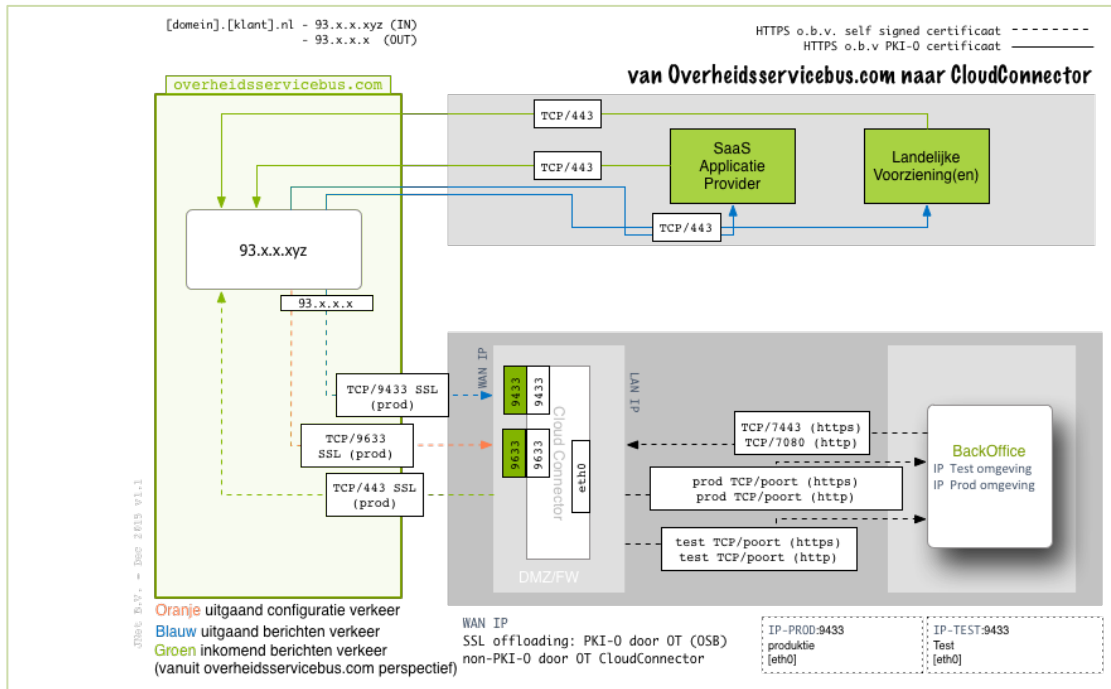 [domein].[klant].nl - 93.x.x.xyz (IN)
- 93.x.x.x (OUT)
HTTPS o.b.v. self signed certificaat
HTTPS o.b.v PKI-O certificaat
van Overheidsservicebus.com naar CloudConnector
overheidsservicebus.com
TCP/443
TCP/443
SaaS
Applicatie
Provider
Landelijke
Voorziening(en)
TCP/443
93.x.x.xyz
93.x.x.x
WAN IP
LAN IP
TCP/9433 SSL
(prod)
9433
9433
TCP/9633
SSL (prod)
9633
9633
Cloud Connector
eth0
TCP/443 SSL
(prod)
TCP/7443 (https)
TCP/7080 (http)
prod TCP/poort (https)
prod TCP/poort (http)
test TCP/poort (https)
test TCP/poort (http)
BackOffice
IP Test omgeving
IP Prod omgeving
DMZ/FW
JNet B.V. - Dec 2015 v1.1
Oranje uitgaand configuratie verkeer
Blauw uitgaand berichten verkeer
Groen inkomend berichten verkeer
(vanuit overheidsservicebus.com perspectief)
WAN IP
SSL offloading: PKI-O door OT (OSB)
non-PKI-O door OT CloudConnector
IP-PROD:9433
produktie
[eth0]
IP-TEST:9433
Test
[eth0]